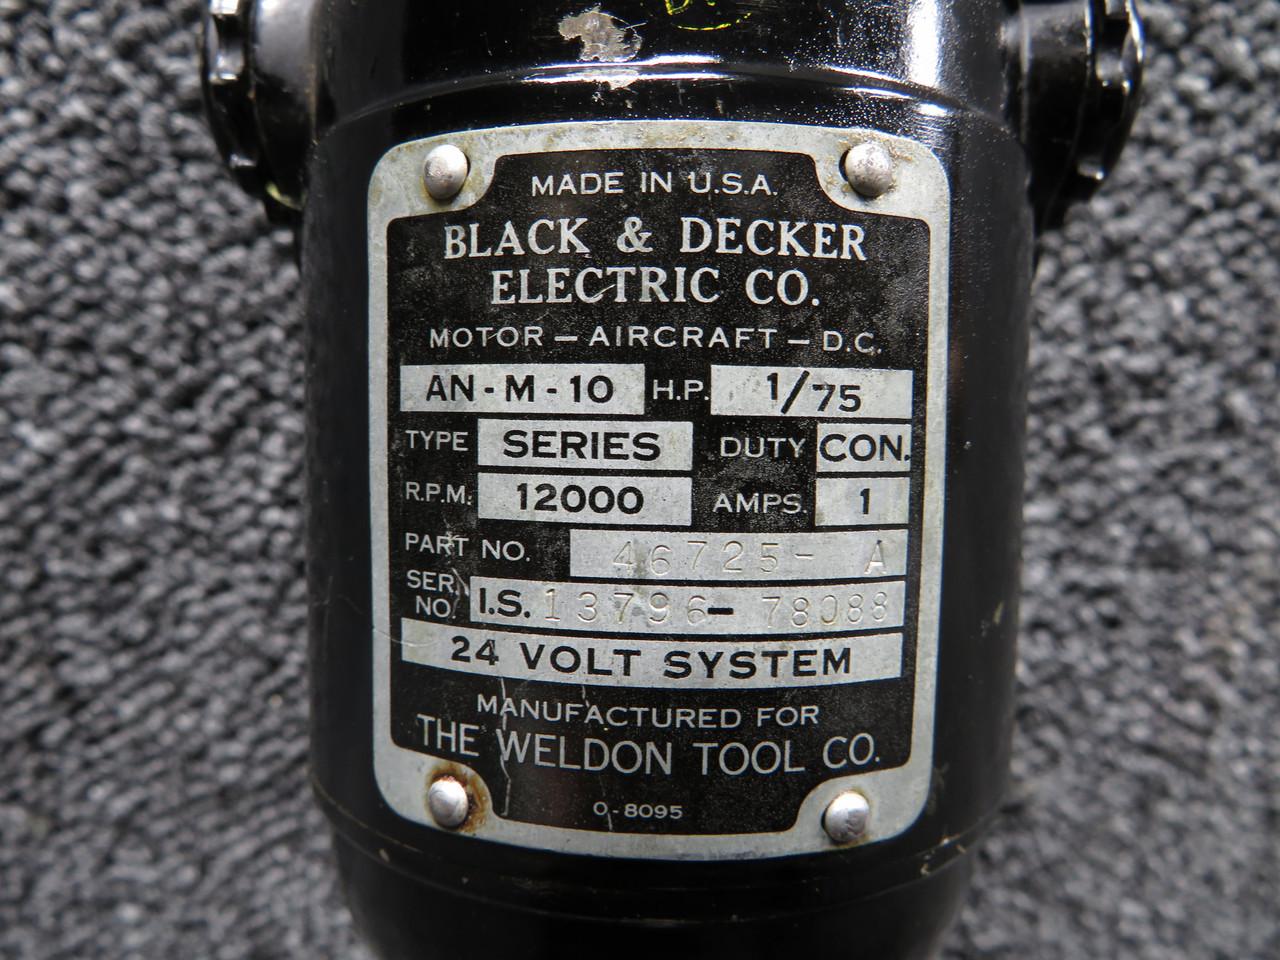 MADE IN U.S.A.
BLACK & DECKER
ELECTRIC CO.
MOTOR – AIRCRAFT – D.C.
AN - M - 10 H.P. 1/75
TYPE SERIES DUTY CON.
R.P.M. 12000 AMPS. 1
PART NO. 46725- A
SER. NO. I.S. 13796- 78088
24 VOLT SYSTEM
MANUFACTURED FOR
THE WELDON TOOL CO.
O-8095